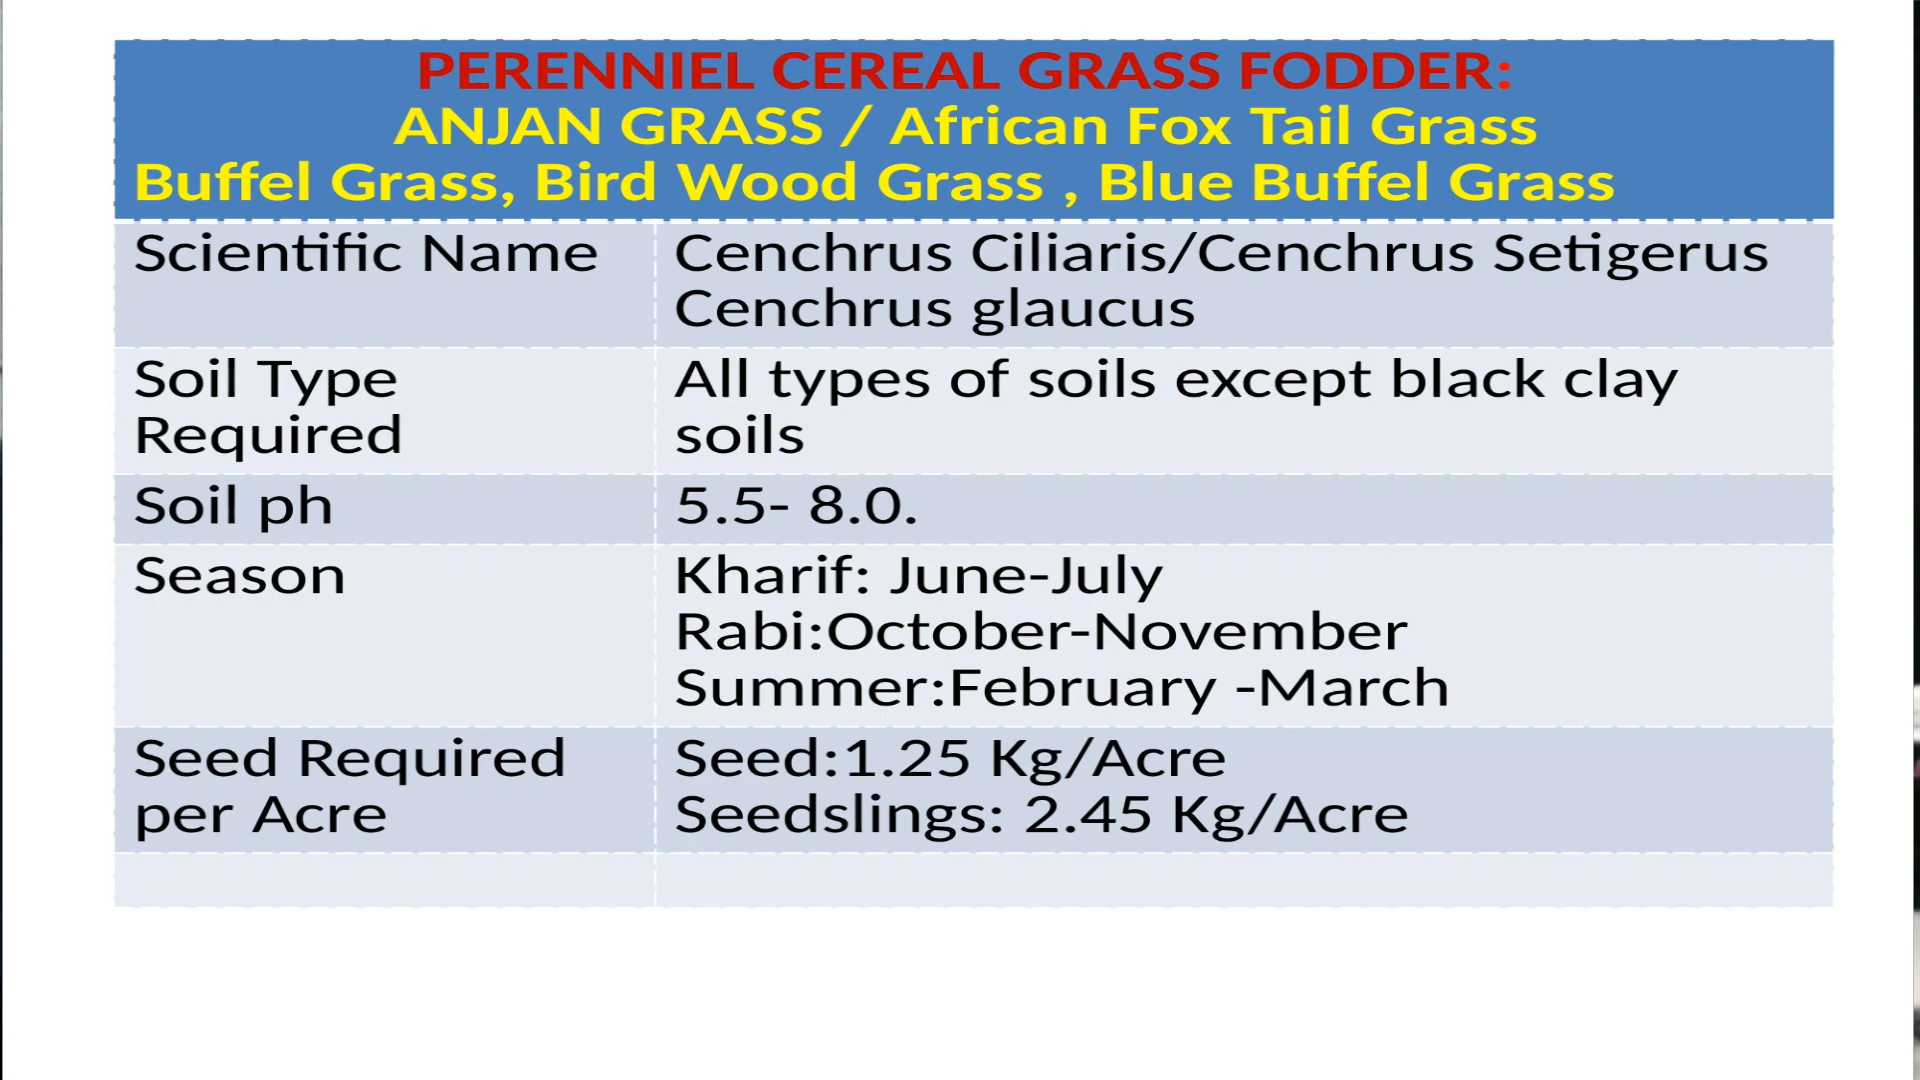 PERENNIEL CEREAL GRASS FODDER:
ANJAN GRASS / African Fox Tail Grass
Buffel Grass, Bird Wood Grass , Blue Buffel Grass
Scientific Name
Cenchrus Ciliaris/Cenchrus Setigerus
Cenchrus glaucus
Soil Type
Required
All types of soils except black clay
soils
Soil ph
5.5- 8.0.
Season
Kharif: June-July
Rabi:October-November
Summer:February -March
Seed Required
per Acre
Seed:1.25 Kg/Acre
Seedslings: 2.45 Kg/Acre